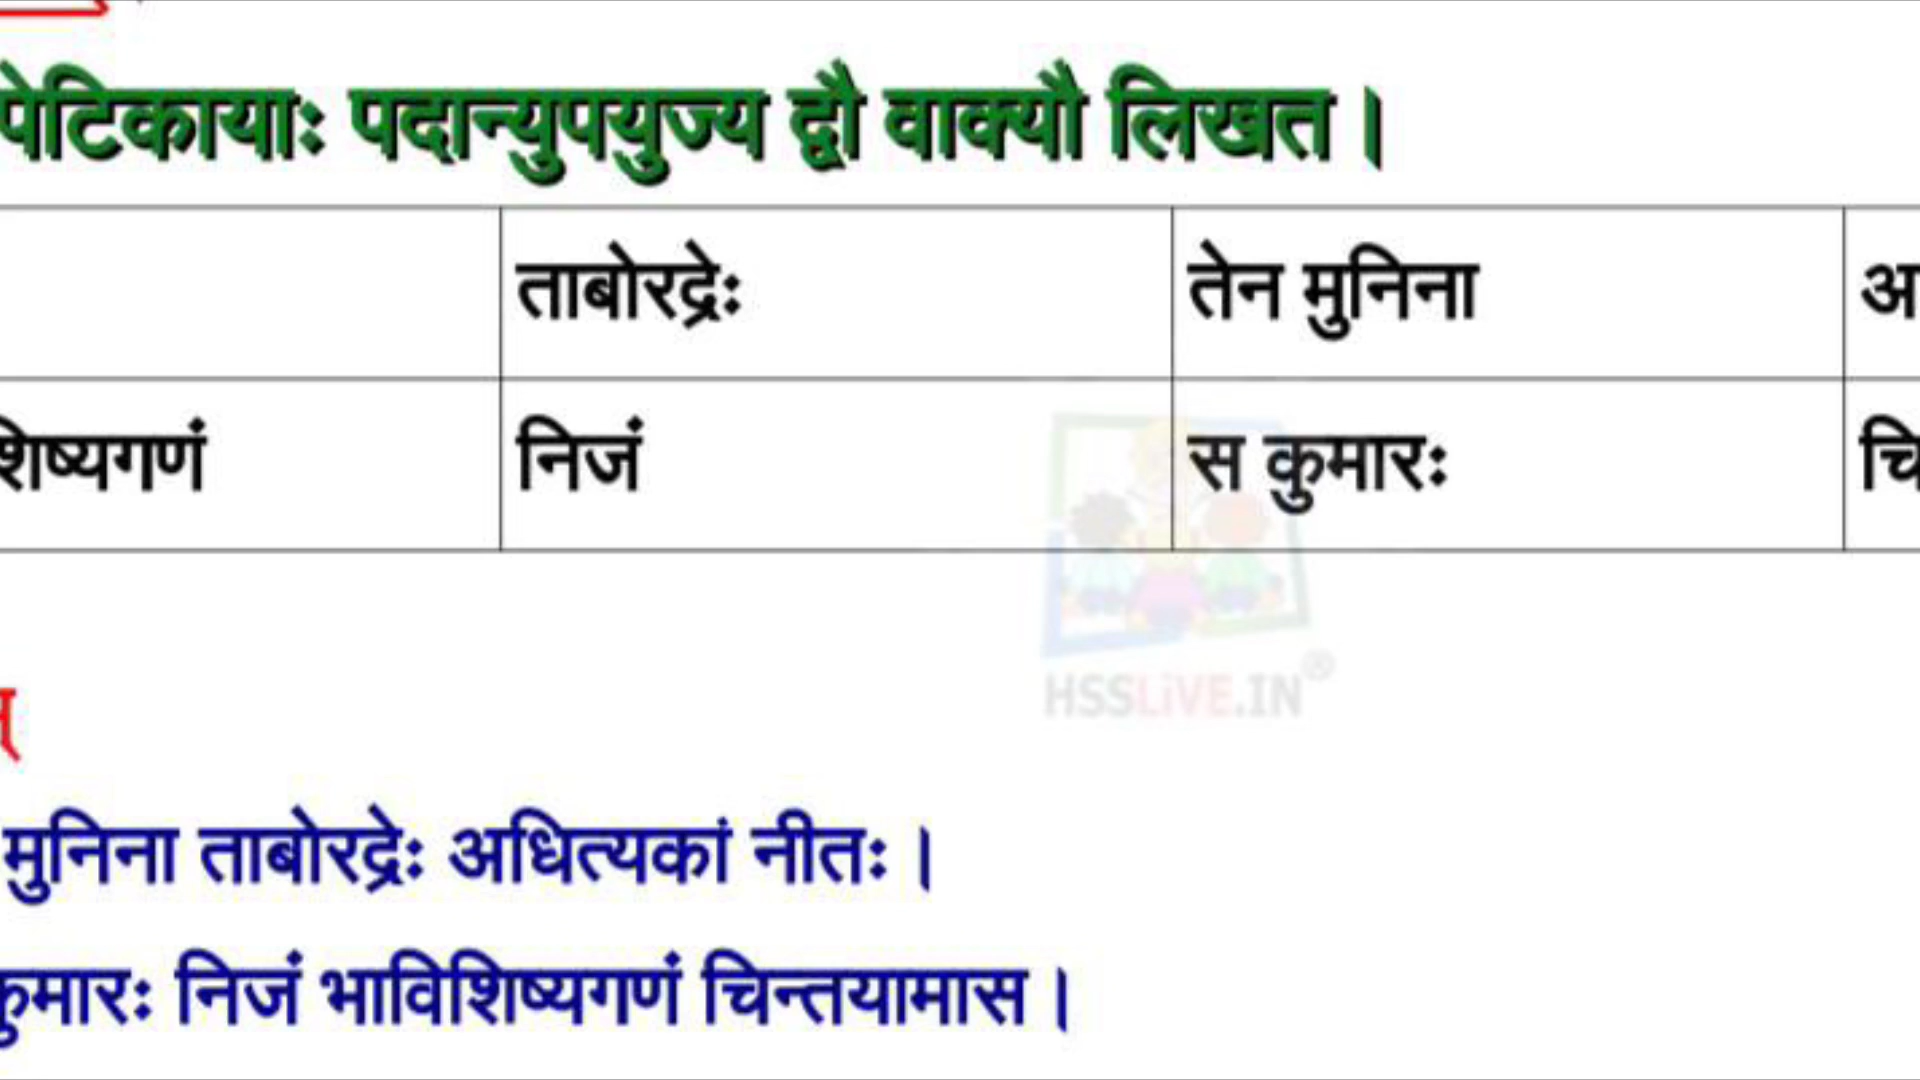 पेटिकायाः पदान्युपयुज्य द्वौ वाक्यौ लिखत।
ताबोरद्रेः तेन मुनिना
शिष्यगणं निजं स कुमारः
HSSLiVE.IN®
मुनिना ताबोरद्रेः अधित्यकां नीतः।
कुमारः निजं भाविशिष्यगणं चिन्तयामास।